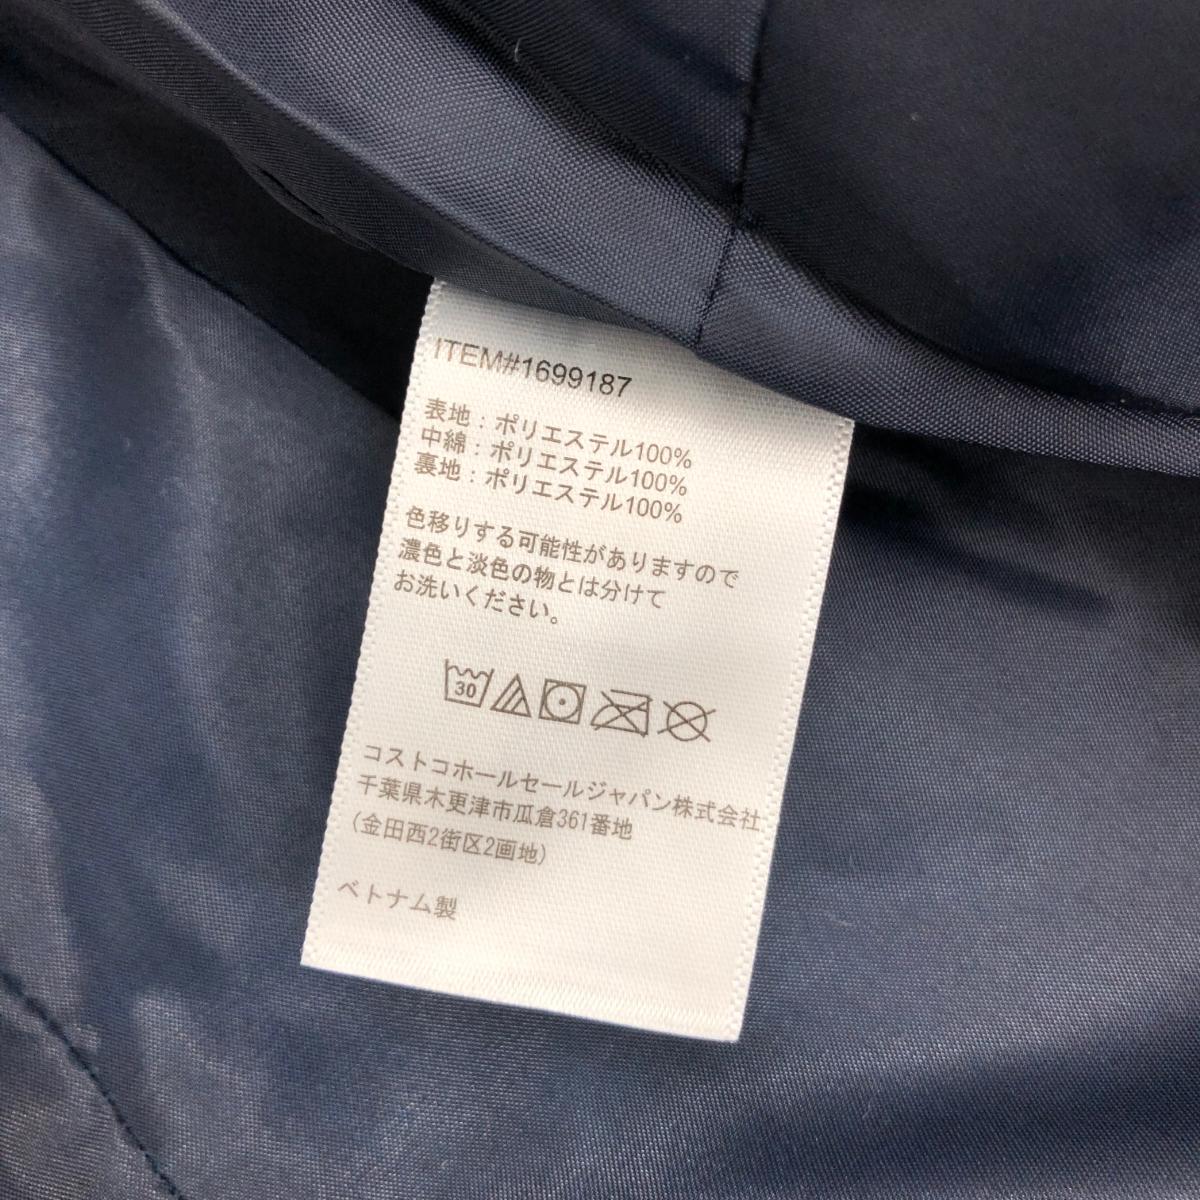 ITEM#1699187
表地：ポリエステル100%
中綿：ポリエステル100%
裏地：ポリエステル100%
色移りする可能性がありますので
濃色と淡色の物とは分けて
お洗いください。
30
コストコホールセールジャパン株式会社
千葉県木更津市瓜倉361番地
(金田西2街区2画地)
ベトナム製